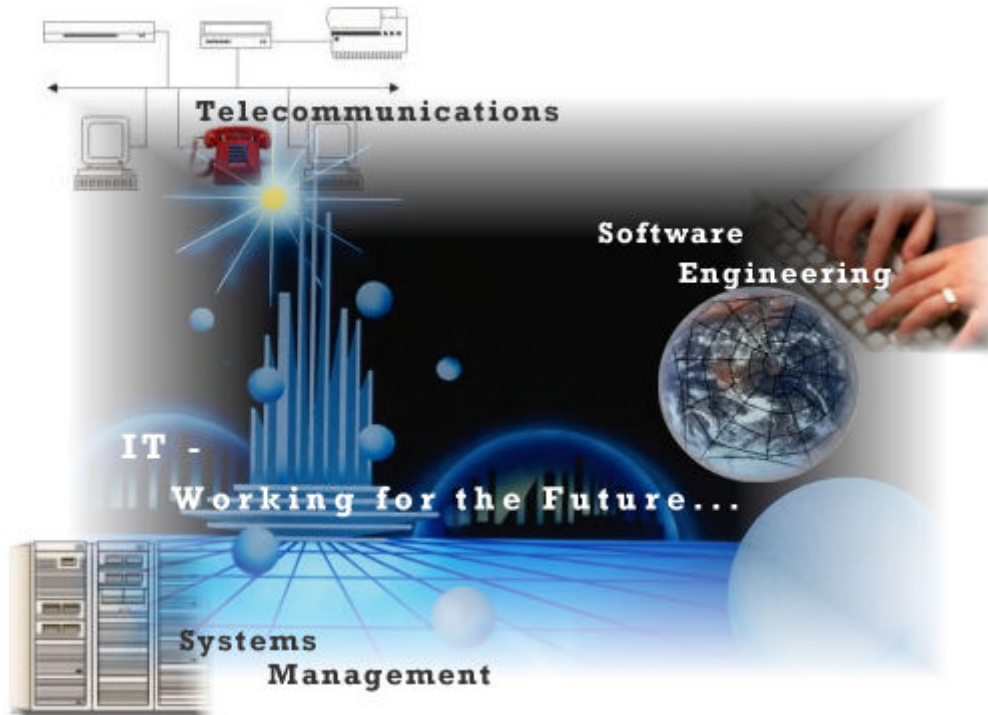 Telecommunications
Software
Engineering
IT -
Working for the Future...
Systems
Management